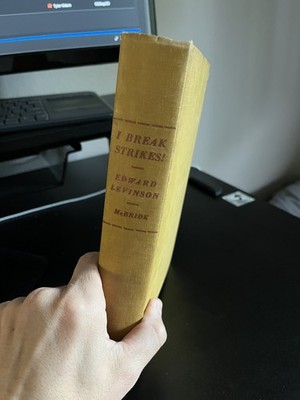 I BREAK
STRIKES!
EDWARD
LEVINSON
McBRIDE